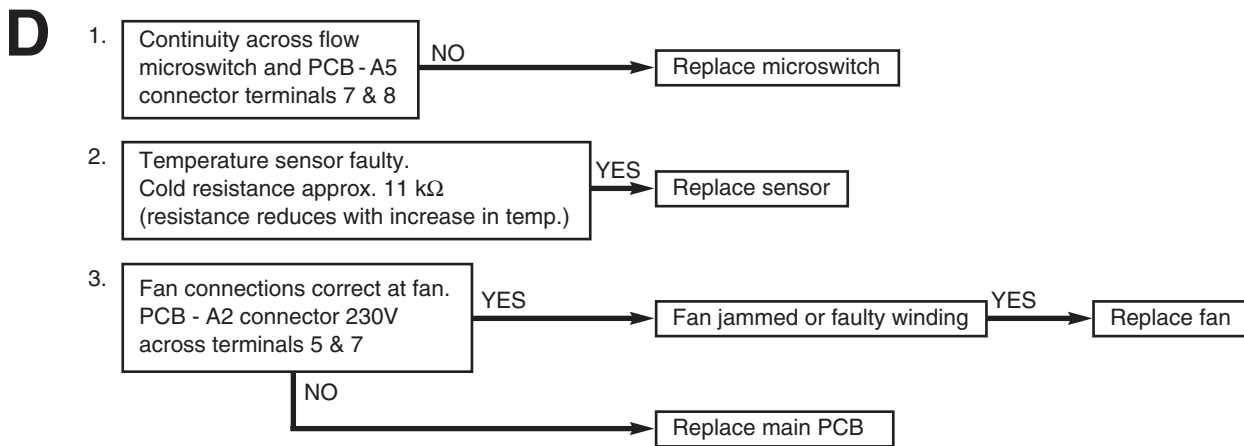 D
1.
Continuity across flow
microswitch and PCB - A5
connector terminals 7 & 8
NO
Replace microswitch
2.
Temperature sensor faulty.
Cold resistance approx. 11 kΩ
(resistance reduces with increase in temp.)
YES
Replace sensor
3.
Fan connections correct at fan.
PCB - A2 connector 230V
across terminals 5 & 7
YES
Fan jammed or faulty winding
YES
Replace fan
NO
Replace main PCB